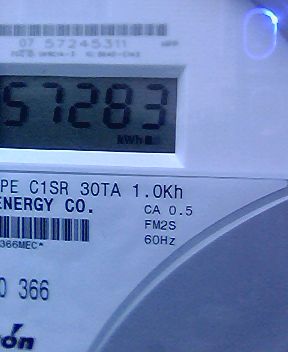 07 57245311
57283
kWh
PE C1SR 30TA 1.0Kh
ENERGY CO.
CA 0.5
FM2S
366MEC*
60Hz
0 366
rón